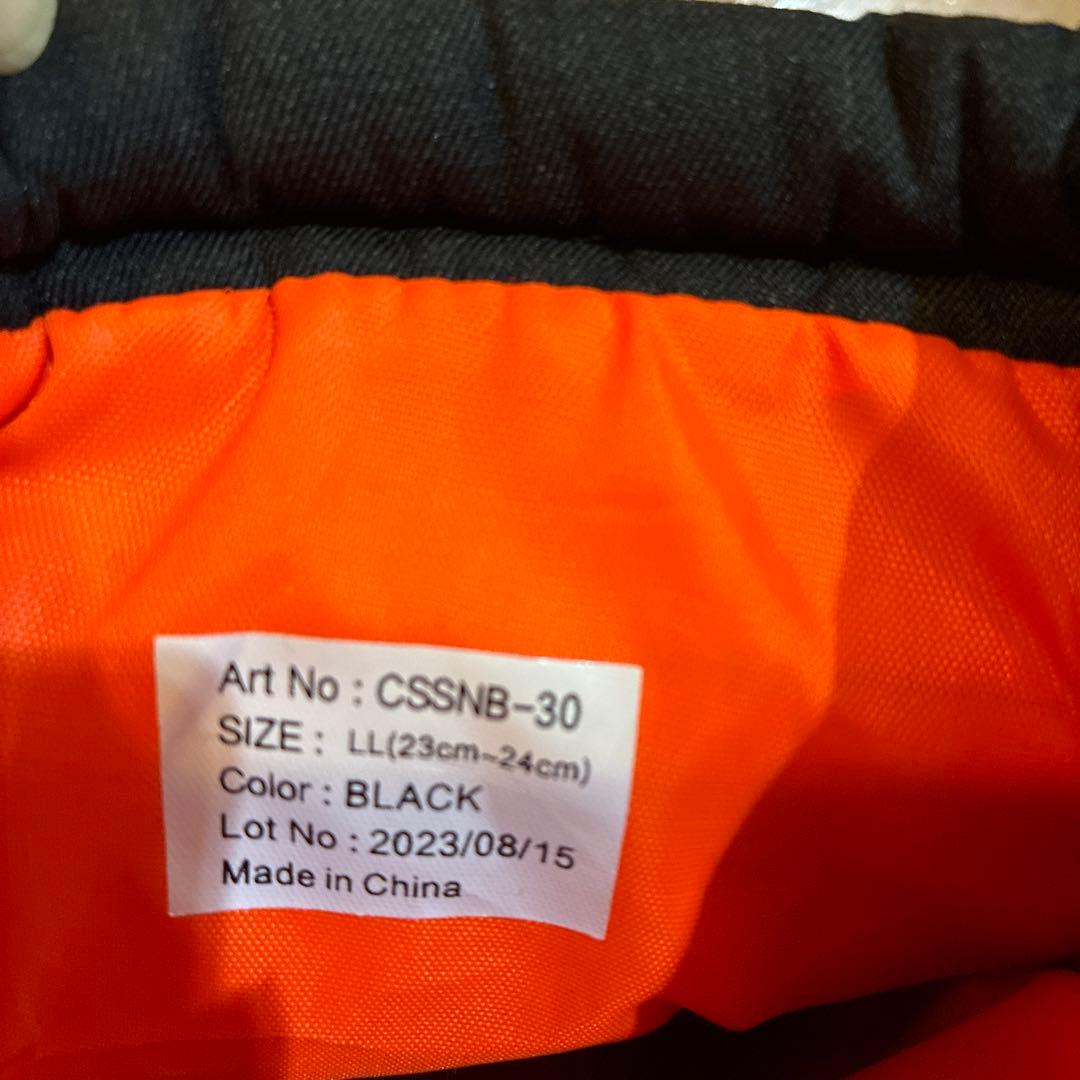 Art No : CSSNB-30
SIZE : LL(23cm~24cm)
Color : BLACK
Lot No : 2023/08/15
Made in China